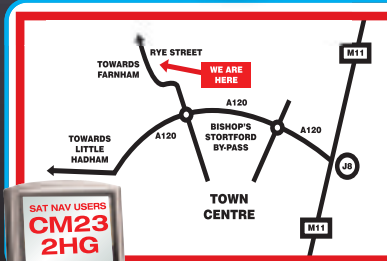 RYE STREET
M11
TOWARDS
FARNHAM
WE ARE
HERE
A120
A120
BISHOP'S
STORTFORD
BY-PASS
A120
TOWARDS
LITTLE
HADHAM
J8
TOWN
CENTRE
M11
SAT NAV USERS
CM23
2HG